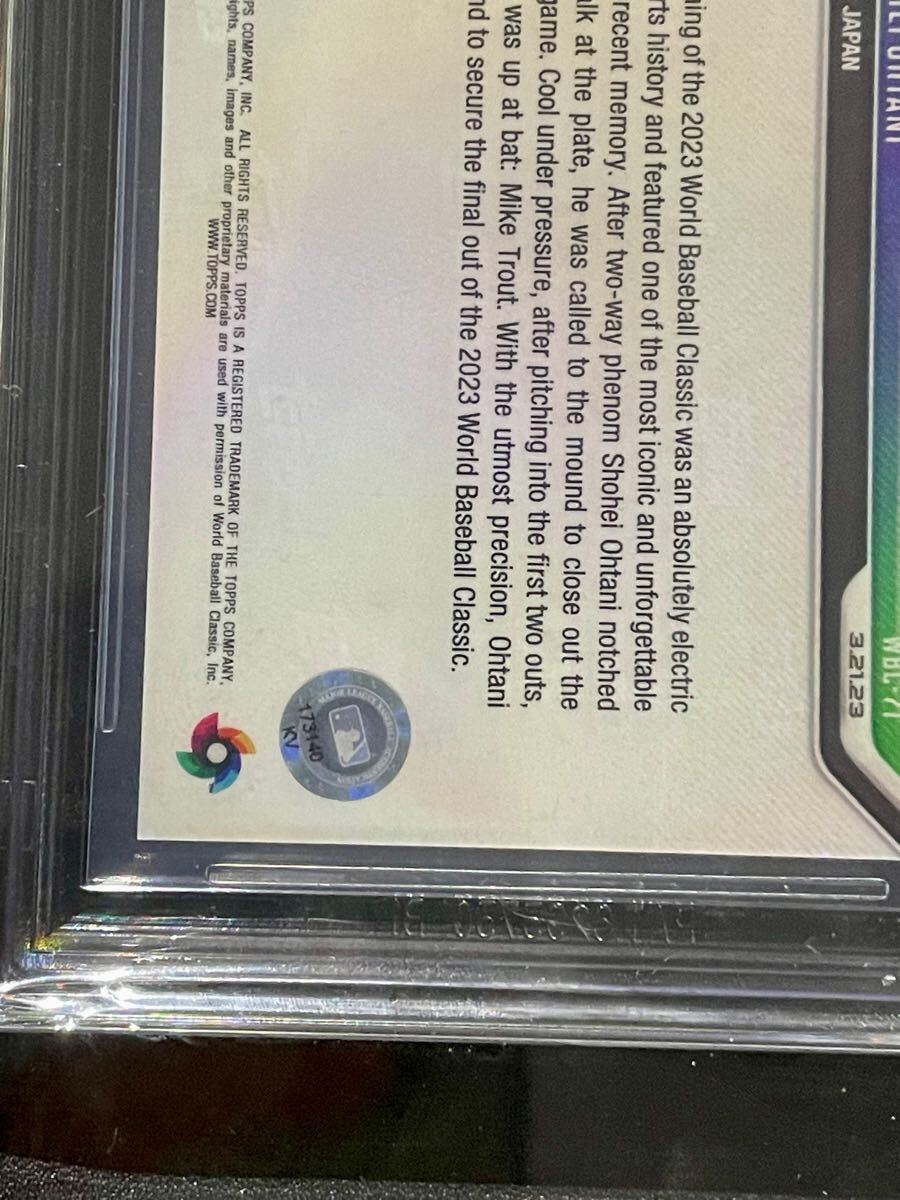 JAPAN
3.21.23
ing of the 2023 World Baseball Classic was an absolutely electric
rts history and featured one of the most iconic and unforgettable
recent memory. After two-way phenom Shohei Ohtani notched
alk at the plate, he was called to the mound to close out the
game. Cool under pressure, after pitching into the first two outs,
was up at bat: Mike Trout. With the utmost precision, Ohtani
nd to secure the final out of the 2023 World Baseball Classic.
PS COMPANY, INC. ALL RIGHTS RESERVED. TOPPS IS A REGISTERED TRADEMARK OF THE TOPPS COMPANY,
ights, names, images and other proprietary materials are used with permission of World Baseball Classic, Inc.
WWW.TOPPS.COM
MAJOR LEAGUE BASEBALL AUTHENTICATION
173140
KV